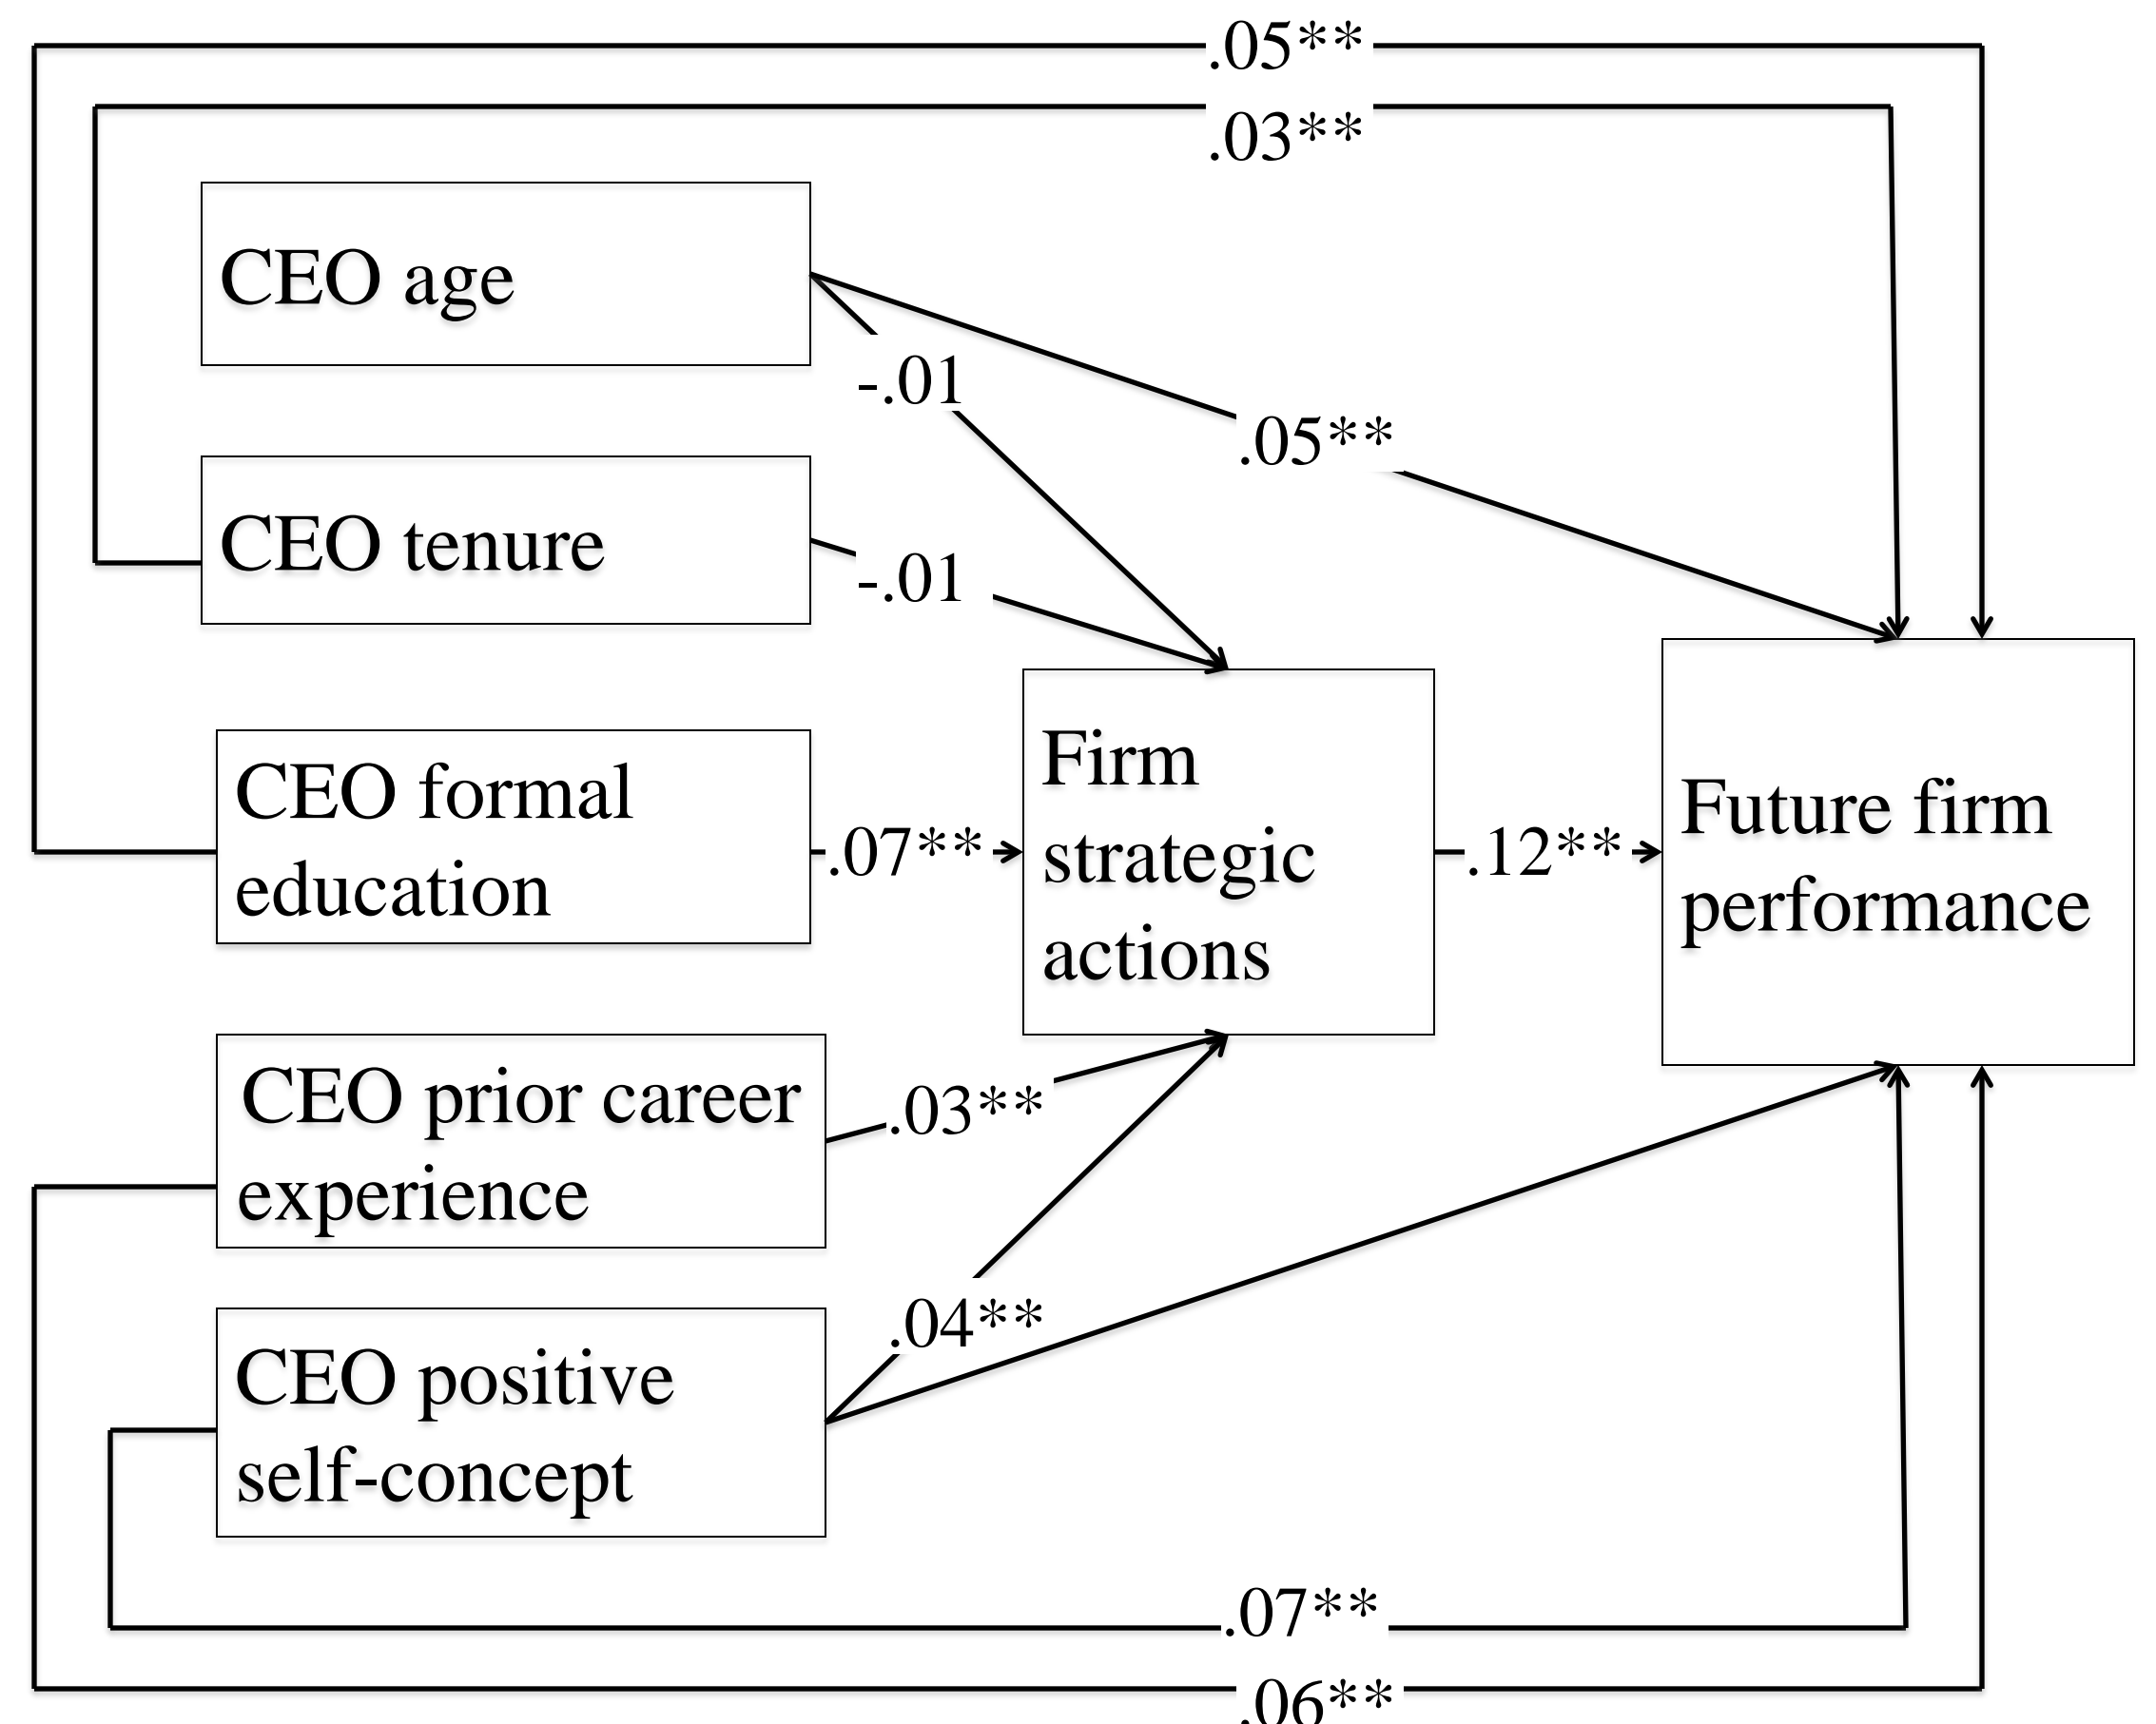 .05**
.03**
CEO age
-.01
.05**
CEO tenure
-.01
CEO formal
education
.07**
Firm
strategic
actions
.12**
Future firm
performance
CEO prior career
experience
.03**
.04**
CEO positive
self-concept
.07**
.06**